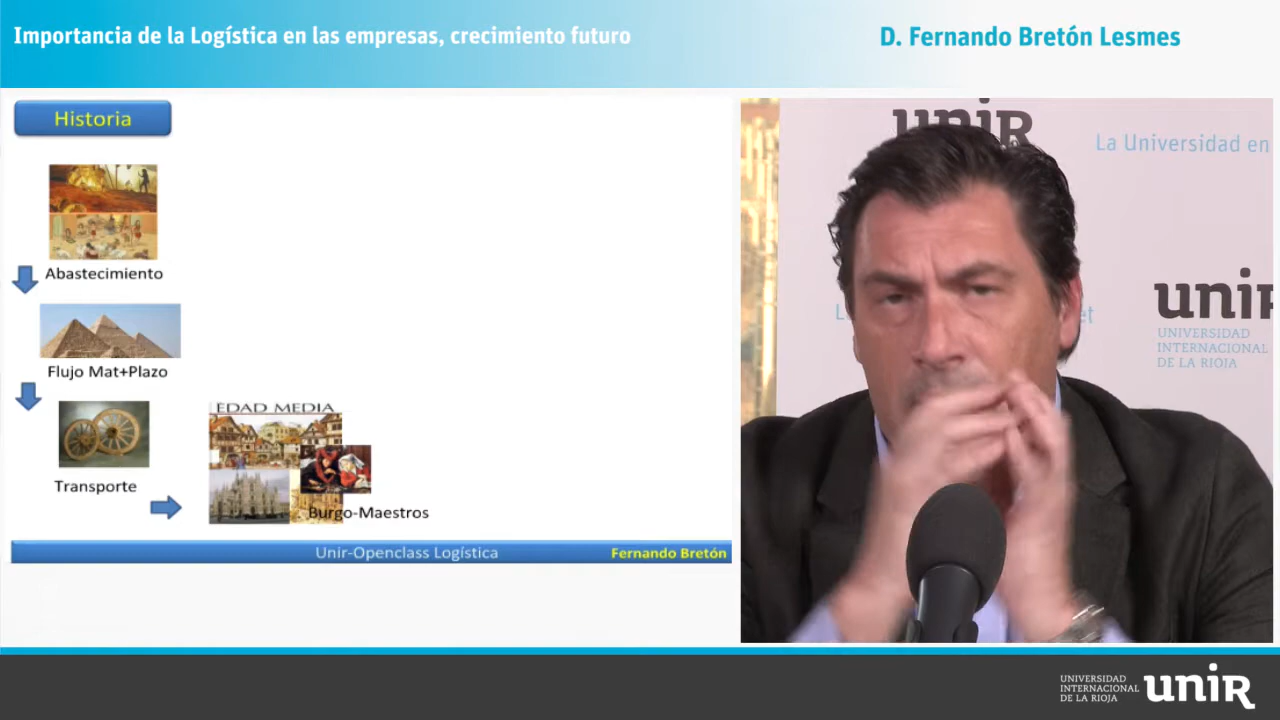 Importancia de la Logística en las empresas, crecimiento futuro
D. Fernando Bretón Lesmes
Historia
Abastecimiento
Flujo Mat+Plazo
Transporte
EDAD MEDIA
Burgo-Maestros
Unir-Openclass Logística
Fernando Bretón
unir
La Universidad en
unir
UNIVERSIDAD
INTERNACIONAL
DE LA RIOJA
UNIVERSIDAD
INTERNACIONAL
DE LA RIOJA
unir